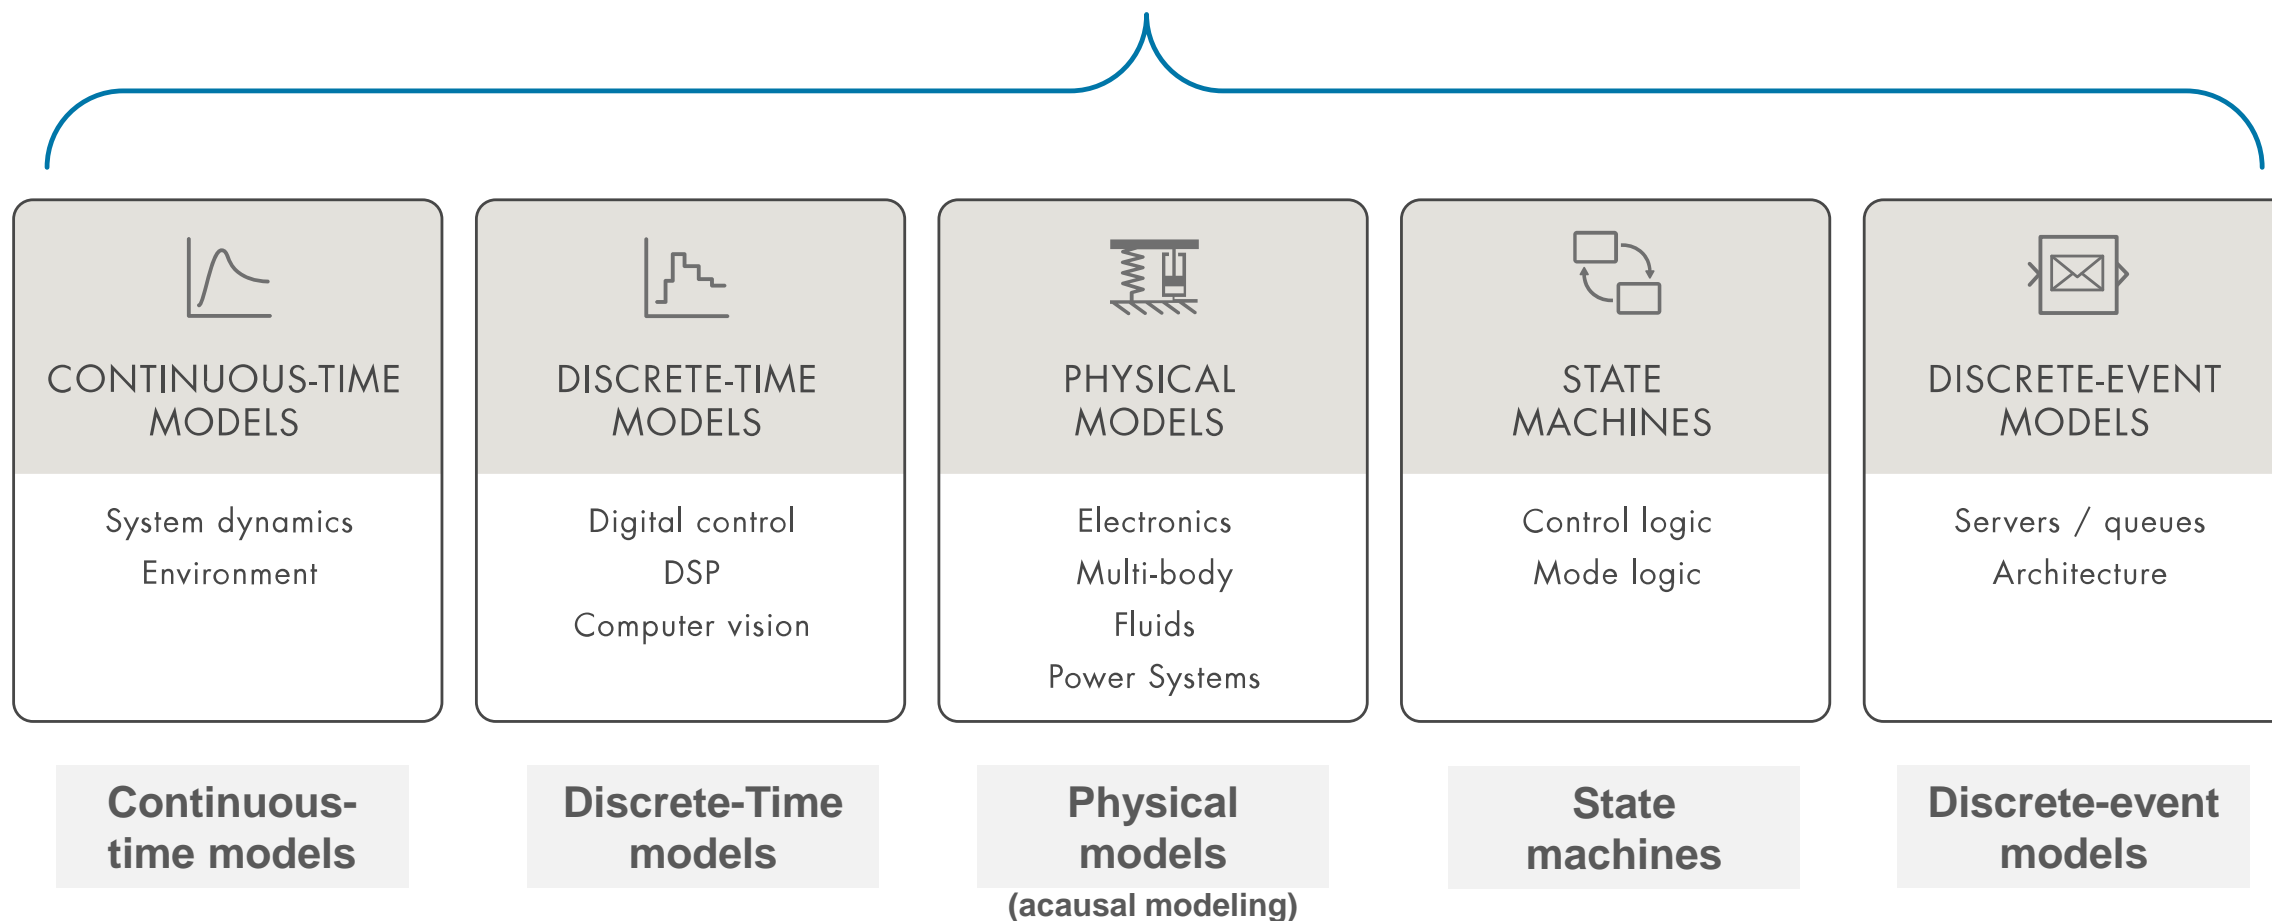 CONTINUOUS-TIME
MODELS
System dynamics
Environment
DISCRETE-TIME
MODELS
Digital control
DSP
Computer vision
PHYSICAL
MODELS
Electronics
Multi-body
Fluids
Power Systems
STATE
MACHINES
Control logic
Mode logic
DISCRETE-EVENT
MODELS
Servers / queues
Architecture
Continuous-
time models
Discrete-Time
models
Physical
models
(acausal modeling)
State
machines
Discrete-event
models